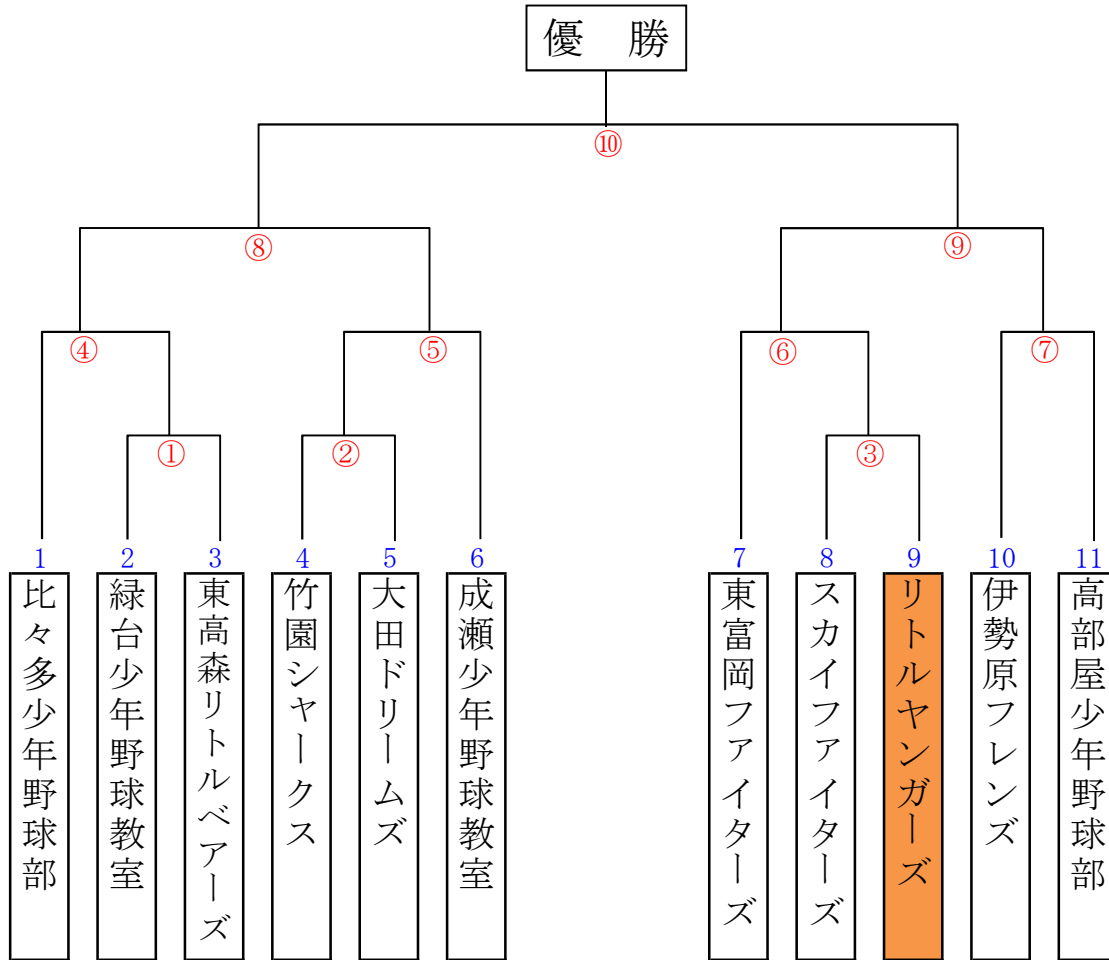 優　勝
⑩
⑧
⑨
④
⑤
⑥
⑦
①
②
③
1
2
3
4
5
6
7
8
9
10
11
比々多少年野球部
緑台少年野球教室
東高森リトルベアーズ
竹園シャークス
大田ドリームズ
成瀬少年野球教室
東富岡ファイターズ
スカイファイターズ
リトルヤンガーズ
伊勢原フレンズ
高部屋少年野球部